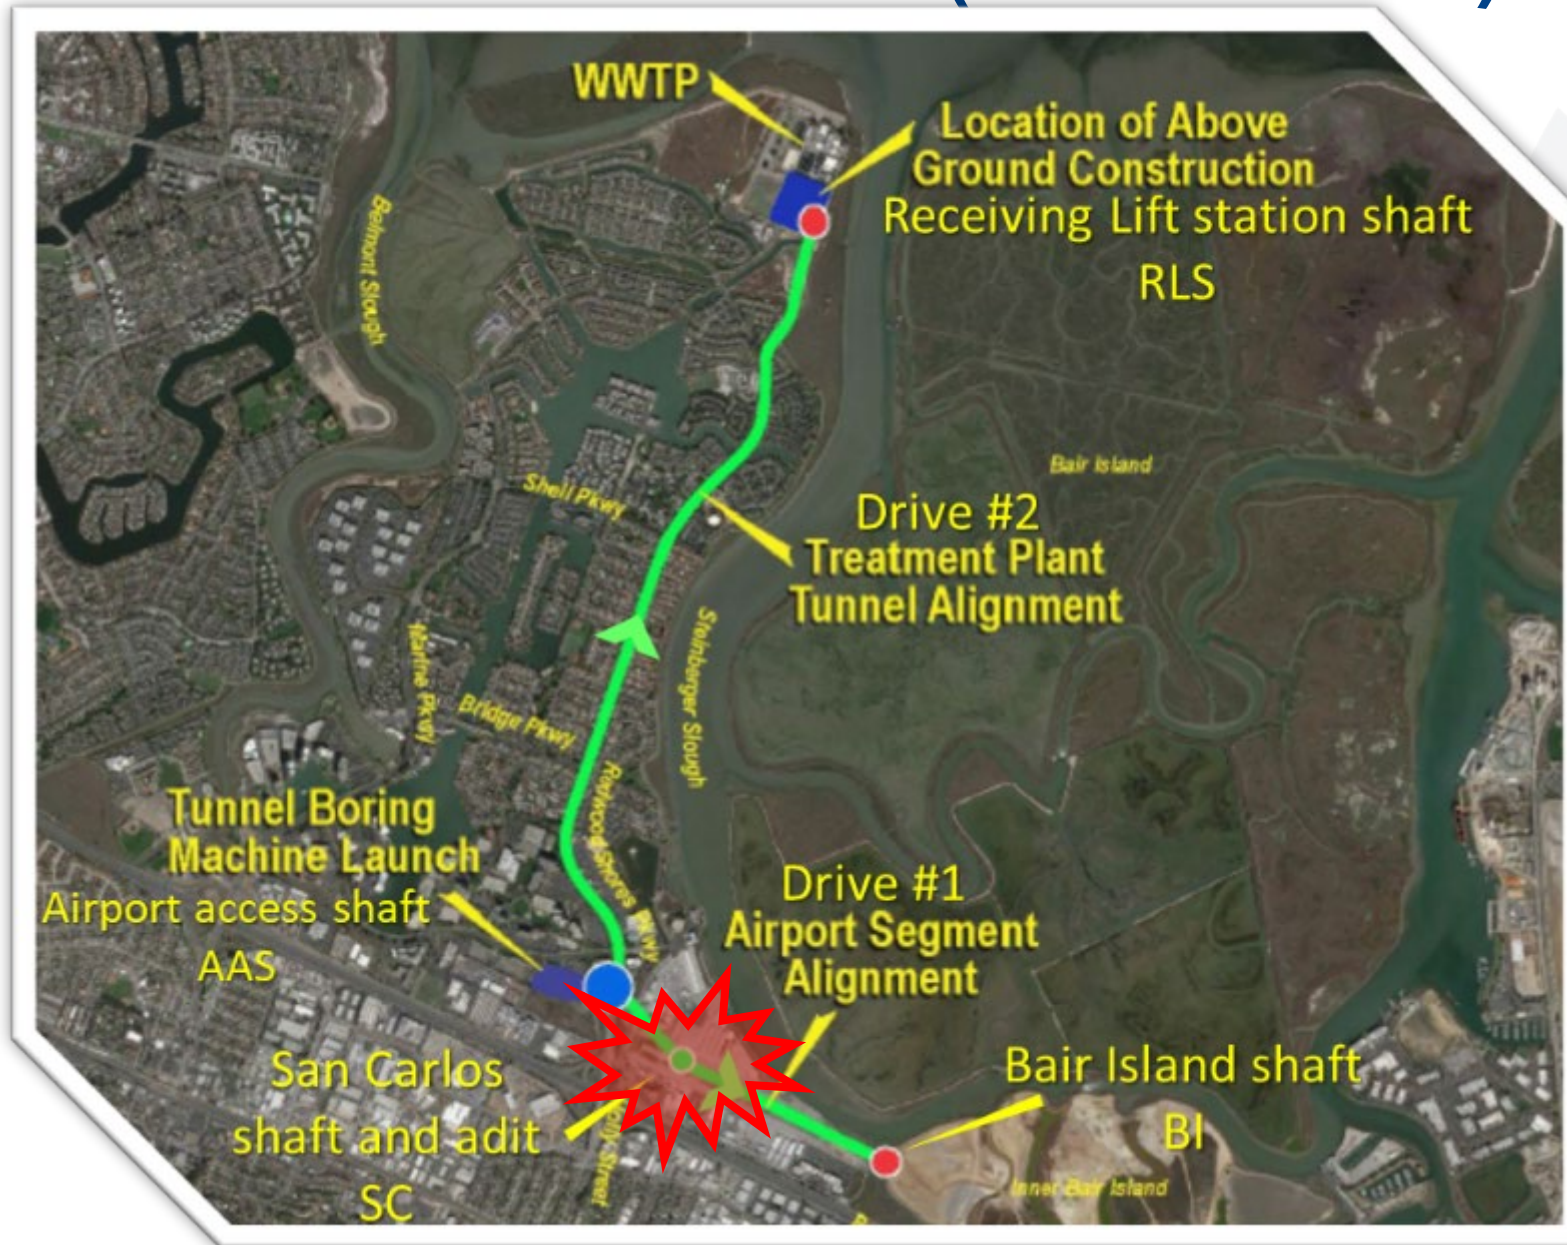 WWTP
Location of Above
Ground Construction
Receiving Lift station shaft
RLS
Belmont Slough
Bair Island
Shell Pkwy
Drive #2
Treatment Plant
Tunnel Alignment
Steinberger Slough
Marine Pkwy
Bridge Pkwy
Redwood Shores Pkwy
Tunnel Boring
Machine Launch
Airport access shaft
AAS
Drive #1
Airport Segment
Alignment
San Carlos
shaft and adit
SC
Street
Bair Island shaft
BI
Inner Bair Island